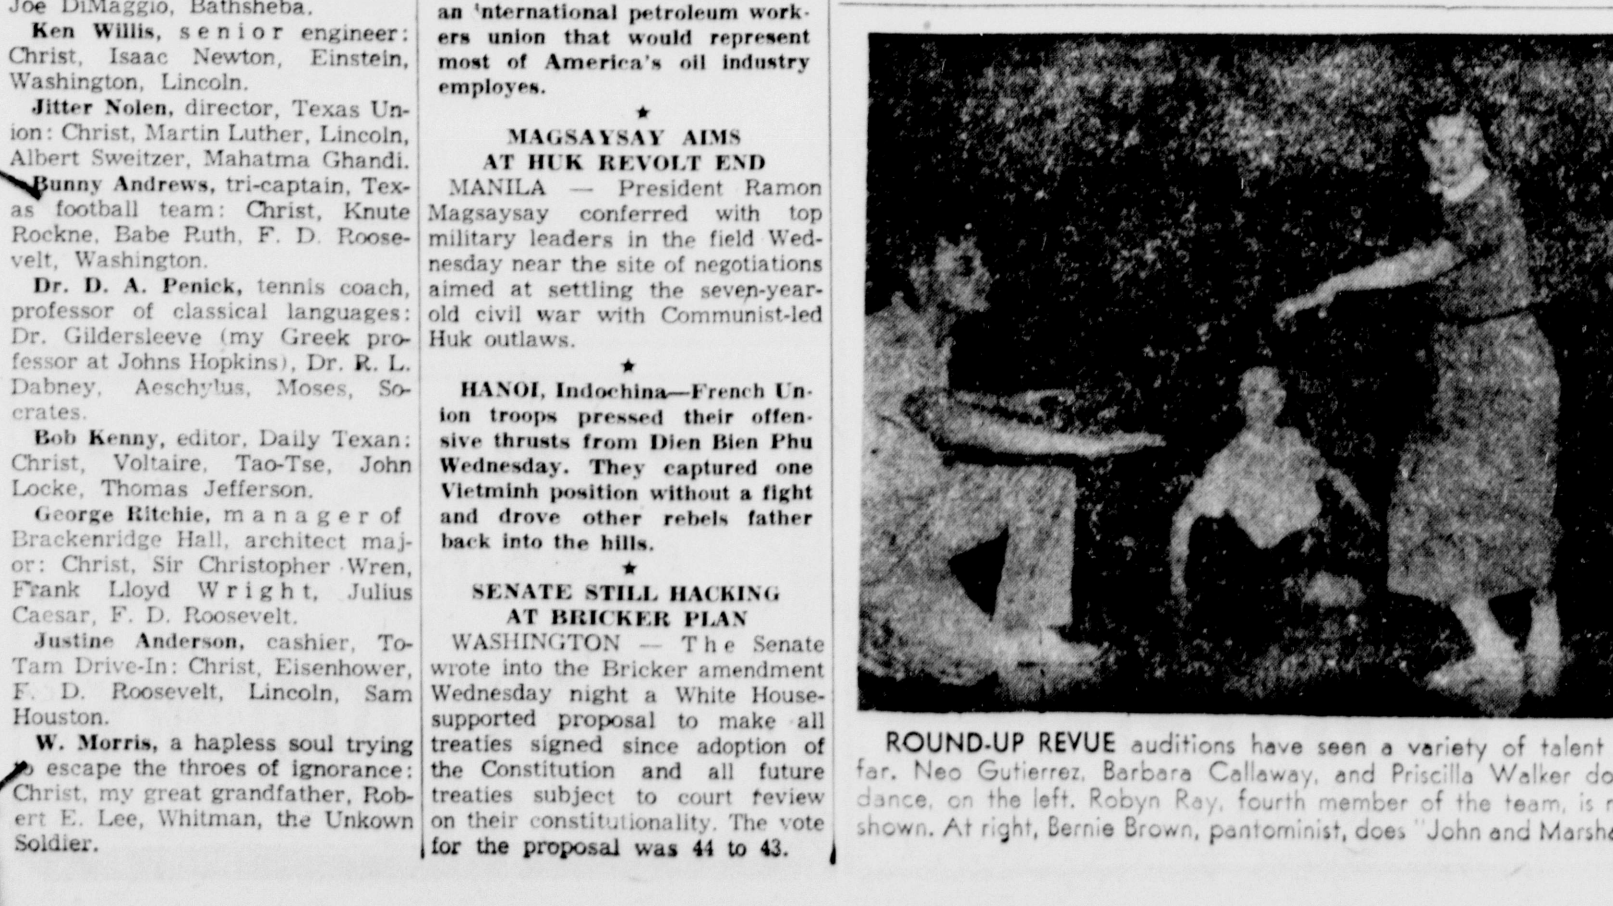 Joe DiMaggio, Bathsheba.
Ken Willis, senior engineer:
Christ, Isaac Newton, Einstein,
Washington, Lincoln.
Jitter Nolen, director, Texas Un-
ion: Christ, Martin Luther, Lincoln,
Albert Sweitzer, Mahatma Ghandi.
Bunny Andrews, tri-captain, Tex-
as football team: Christ, Knute
Rockne, Babe Ruth, F. D. Roose-
velt, Washington.
Dr. D. A. Penick, tennis coach,
professor of classical languages:
Dr. Gildersleeve (my Greek pro-
fessor at Johns Hopkins), Dr. R. L.
Dabney, Aeschylus, Moses, So-
crates.
Bob Kenny, editor, Daily Texan:
Christ, Voltaire, Tao-Tse, John
Locke, Thomas Jefferson.
George Ritchie, manager of
Brackenridge Hall, architect maj-
or: Christ, Sir Christopher Wren,
Frank Lloyd Wright, Julius
Caesar, F. D. Roosevelt.
Justine Anderson, cashier, To-
Tam Drive-In: Christ, Eisenhower,
F. D. Roosevelt, Lincoln, Sam
Houston.
W. Morris, a hapless soul trying
to escape the throes of ignorance:
Christ, my great grandfather, Rob-
ert E. Lee, Whitman, the Unkown
Soldier.
an international petroleum work-
ers union that would represent
most of America's oil industry
employes.
★
MAGSAYSAY AIMS
AT HUK REVOLT END
MANILA — President Ramon
Magsaysay conferred with top
military leaders in the field Wed-
nesday near the site of negotiations
aimed at settling the seven-year-
old civil war with Communist-led
Huk outlaws.
★
HANOI, Indochina—French Un-
ion troops pressed their offen-
sive thrusts from Dien Bien Phu
Wednesday. They captured one
Vietminh position without a fight
and drove other rebels father
back into the hills.
★
SENATE STILL HACKING
AT BRICKER PLAN
WASHINGTON — The Senate
wrote into the Bricker amendment
Wednesday night a White House-
supported proposal to make all
treaties signed since adoption of
the Constitution and all future
treaties subject to court review
on their constitutionality. The vote
for the proposal was 44 to 43.
ROUND-UP REVUE auditions have seen a variety of talent
far. Neo Gutierrez, Barbara Callaway, and Priscilla Walker do
dance, on the left. Robyn Ray, fourth member of the team, is
shown. At right, Bernie Brown, pantominist, does "John and Marsha